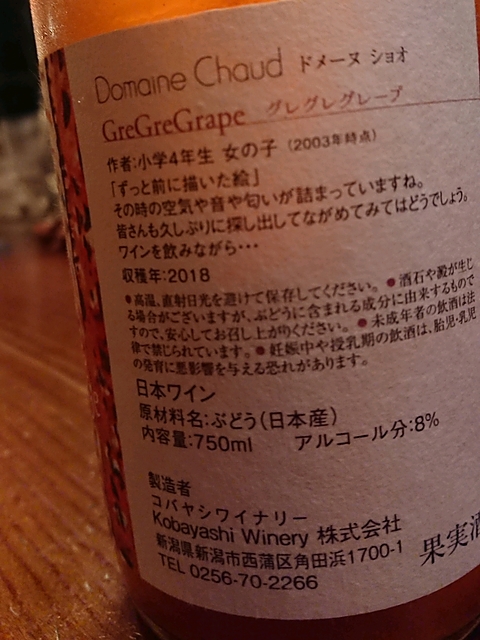 Domaine Chaud ドメーヌ ショオ
GreGreGrape グレグレグレープ
作者:小学4年生 女の子 (2003年時点)
「ずっと前に描いた絵」
その時の空気や音や匂いが詰まっていますね。
皆さんも久しぶりに探し出してながめてみてはどうでしょう。
ワインを飲みながら・・・
収穫年:2018
●高温、直射日光を避けて保存してください。 ●酒石や澱が生じ
る場合がございますが、ぶどうに含まれる成分に由来するもので
すので、安心してお召し上がりください。 ●未成年者の飲酒は法
律で禁じられています。 ●妊娠中や授乳期の飲酒は、胎児・乳児
の発育に悪影響を与える恐れがあります。
日本ワイン
原材料名:ぶどう(日本産)
内容量:750ml アルコール分:8%
製造者
コバヤシワイナリー
Kobayashi Winery 株式会社
新潟県新潟市西蒲区角田浜1700-1
TEL 0256-70-2266
果実酒